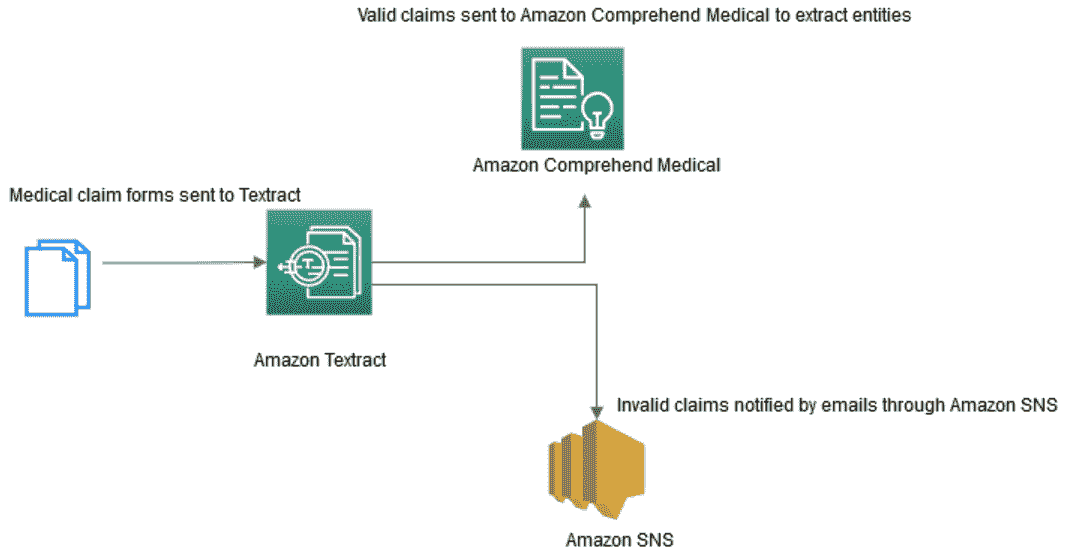 Valid claims sent to Amazon Comprehend Medical to extract entities
Amazon Comprehend Medical
Medical claim forms sent to Textract
Amazon Textract
Invalid claims notified by emails through Amazon SNS
Amazon SNS